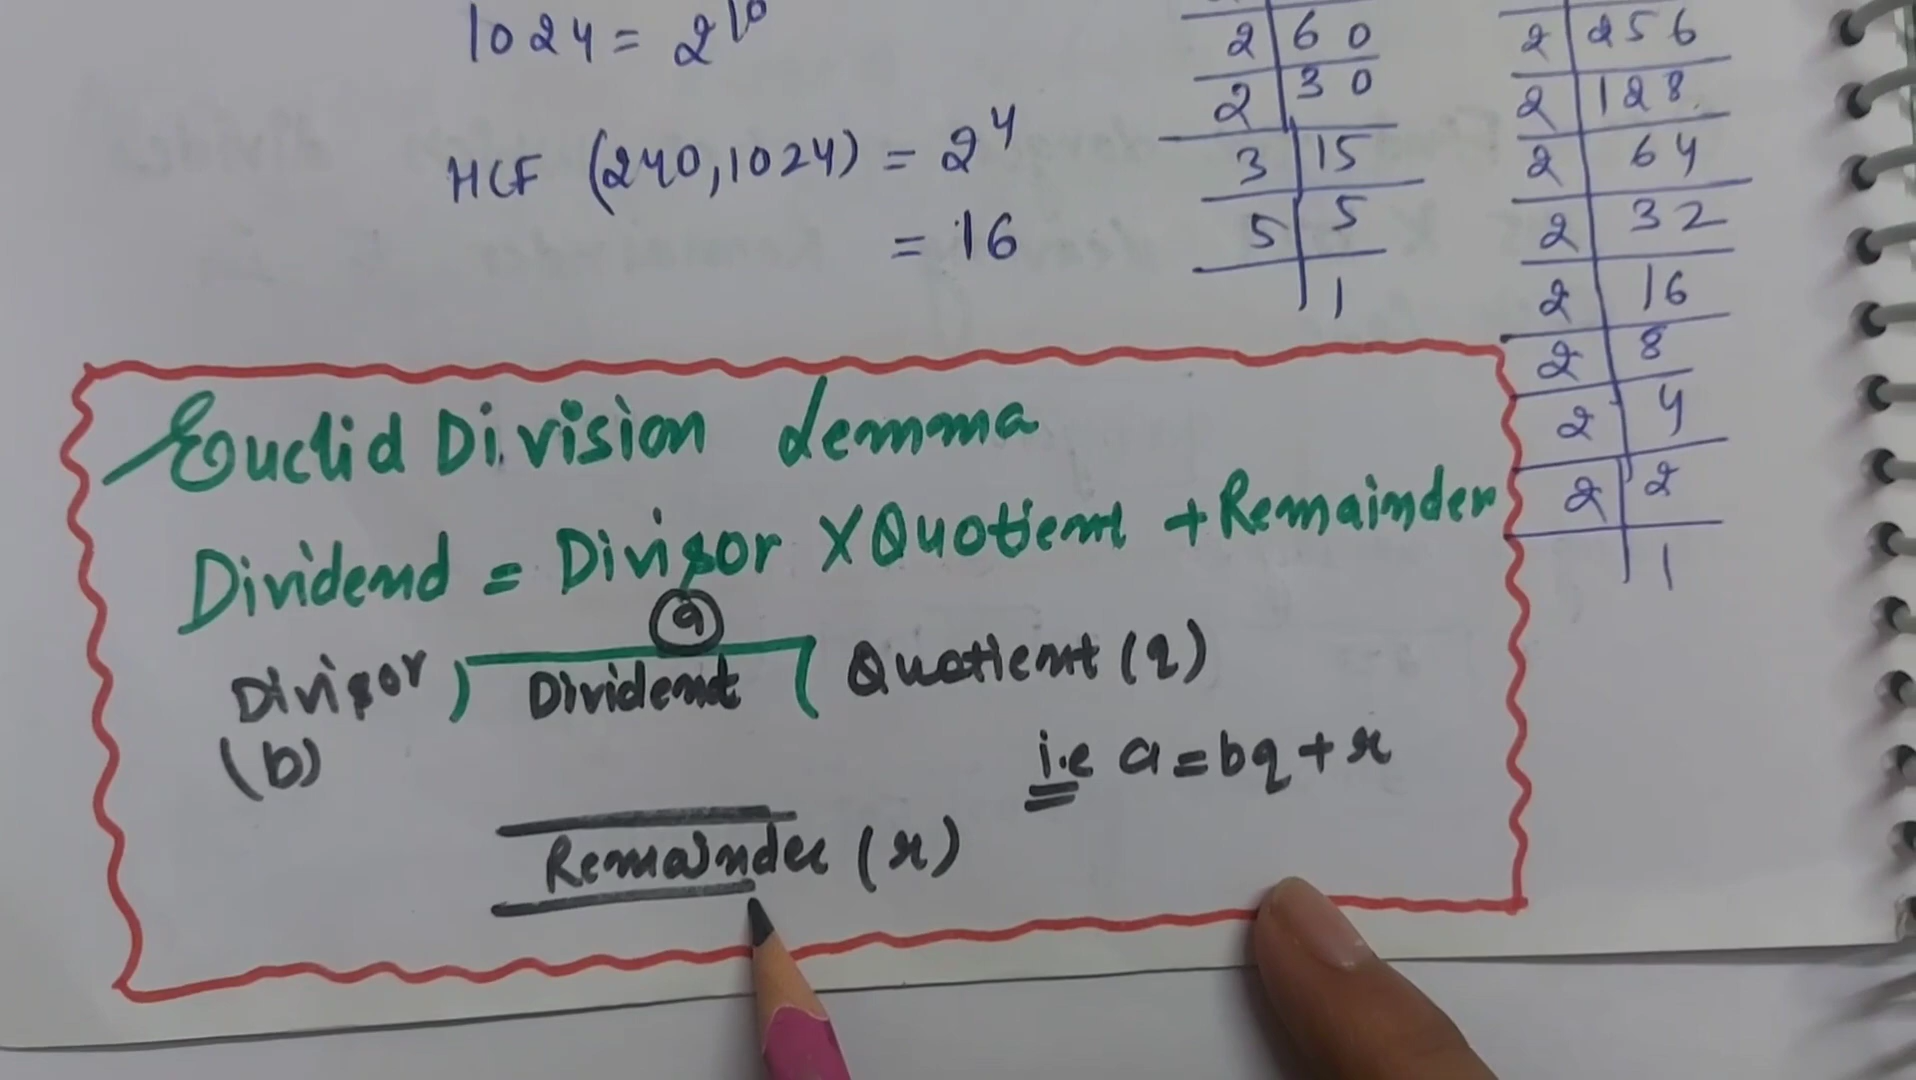 1024 = 2^10
HCF (240,1024) = 2^4
= 16
2 60
2 30
3 15
5 5
1
2 256
2 128
2 64
2 32
2 16
2 8
2 4
2 2
1
Euclid Division Lemma
Dividend = Divisor X Quotient + Remainder
(a)
Divisor ) Dividend ( Quotient (q)
(b)
i.e a = bq + r
Remainder (r)